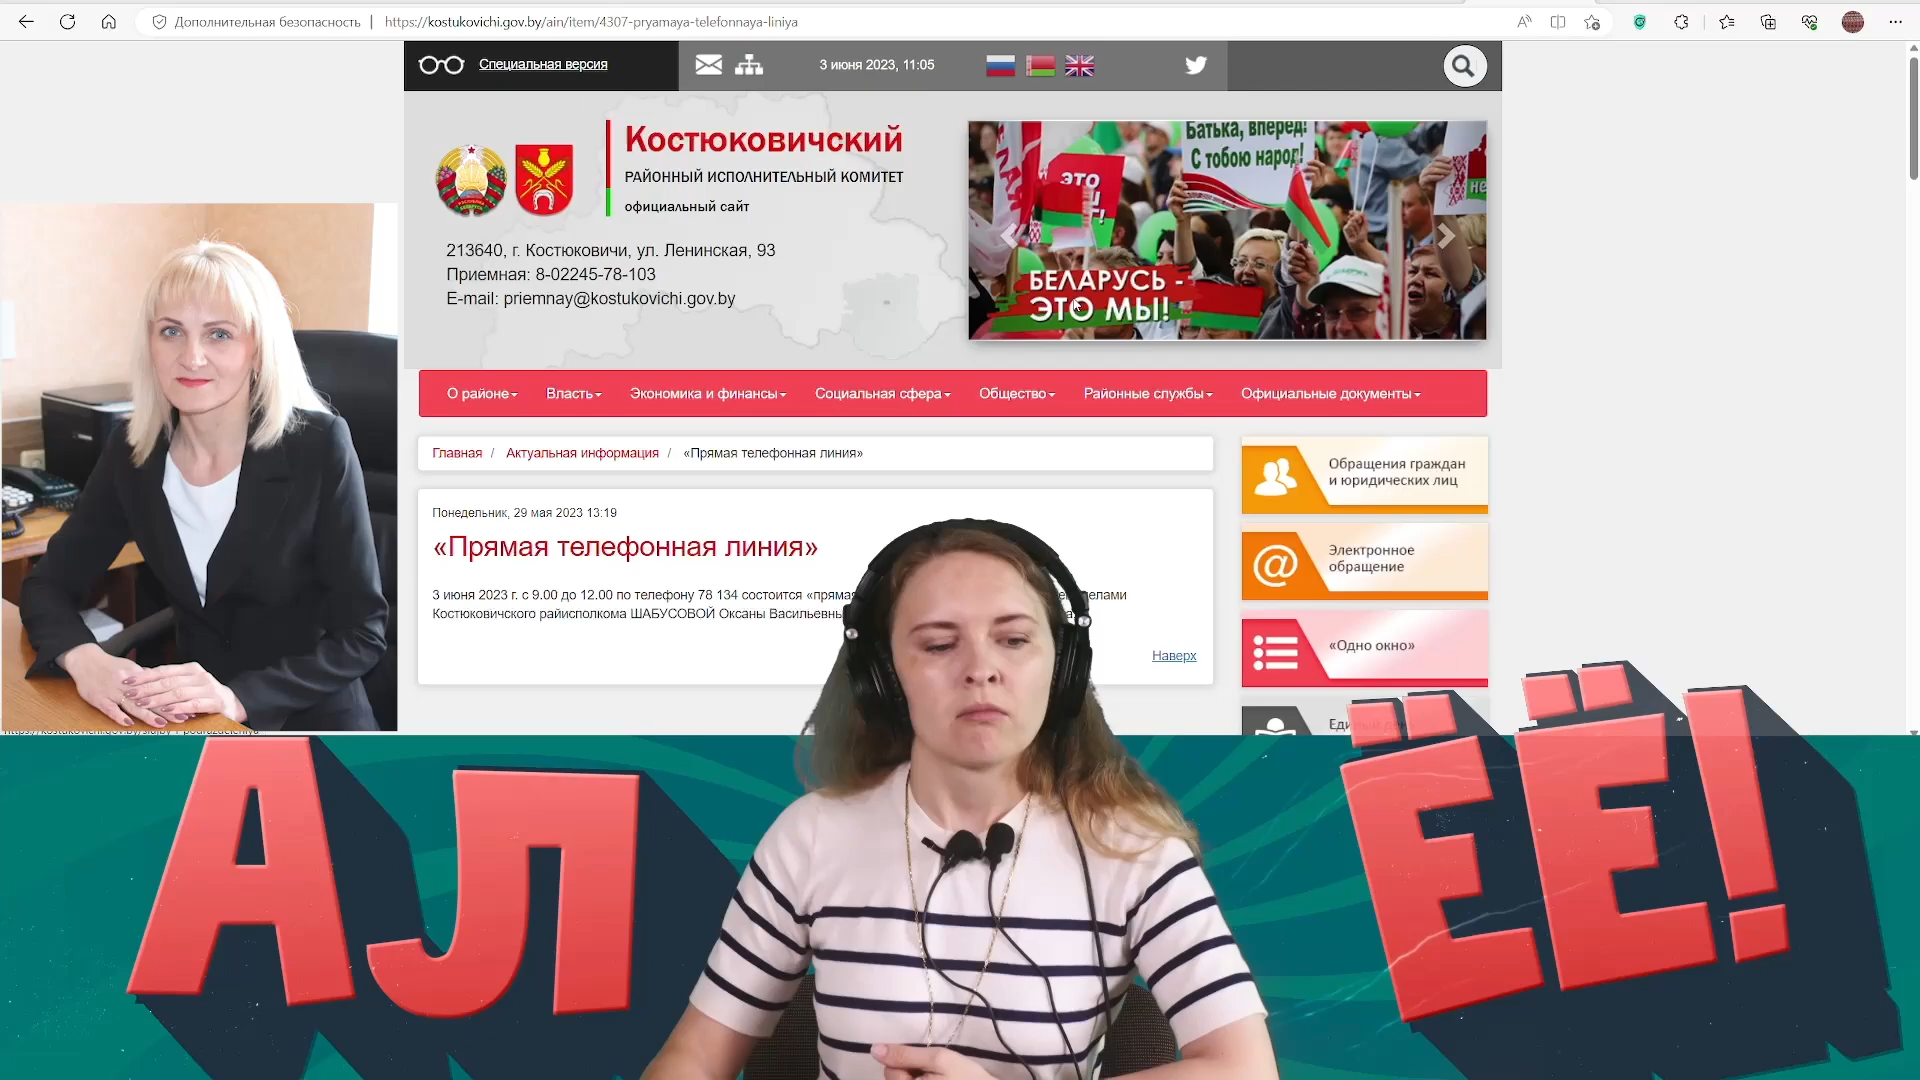 Дополнительная безопасность
https://kostukovichi.gov.by/ain/item/4307-pryamaya-telefonnaya-liniya
Специальная версия
3 июня 2023, 11:05
Костюковичский
РАЙОННЫЙ ИСПОЛНИТЕЛЬНЫЙ КОМИТЕТ
официальный сайт
213640, г. Костюковичи, ул. Ленинская, 93
Приемная: 8-02245-78-103
E-mail: priemnay@kostukovichi.gov.by
Батька, вперед!
С тобою народ!
ЭТО
БЕЛАРУСЬ -
ЭТО МЫ!
О районе
Власть
Экономика и финансы
Социальная сфера
Общество
Районные службы
Официальные документы
Главная / Актуальная информация / «Прямая телефонная линия»
Понедельник, 29 мая 2023 13:19
«Прямая телефонная линия»
3 июня 2023 г. с 9.00 до 12.00 по телефону 78 134 состоится «прямая
Костюковичского райисполкома ШАБУСОВОЙ Оксаны Васильевны
Наверх
Обращения граждан
и юридических лиц
Электронное
обращение
«Одно окно»
АЛ
ЁЁ!